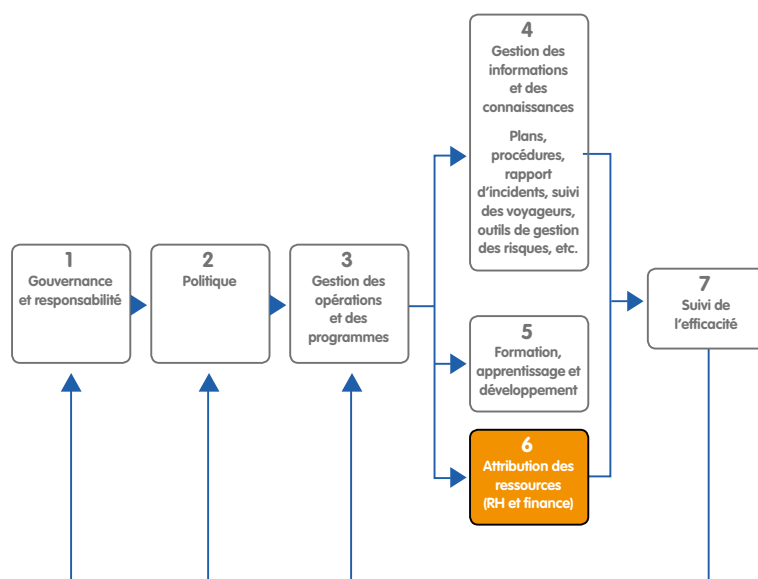 1
Gouvernance
et responsabilité
2
Politique
3
Gestion des
opérations
et des
programmes
4
Gestion des
informations
et des
connaissances
Plans,
procédures,
rapport
d'incidents, suivi
des voyageurs,
outils de gestion
des risques, etc.
5
Formation,
apprentissage et
développement
6
Attribution des
ressources
(RH et finance)
7
Suivi de
l'efficacité